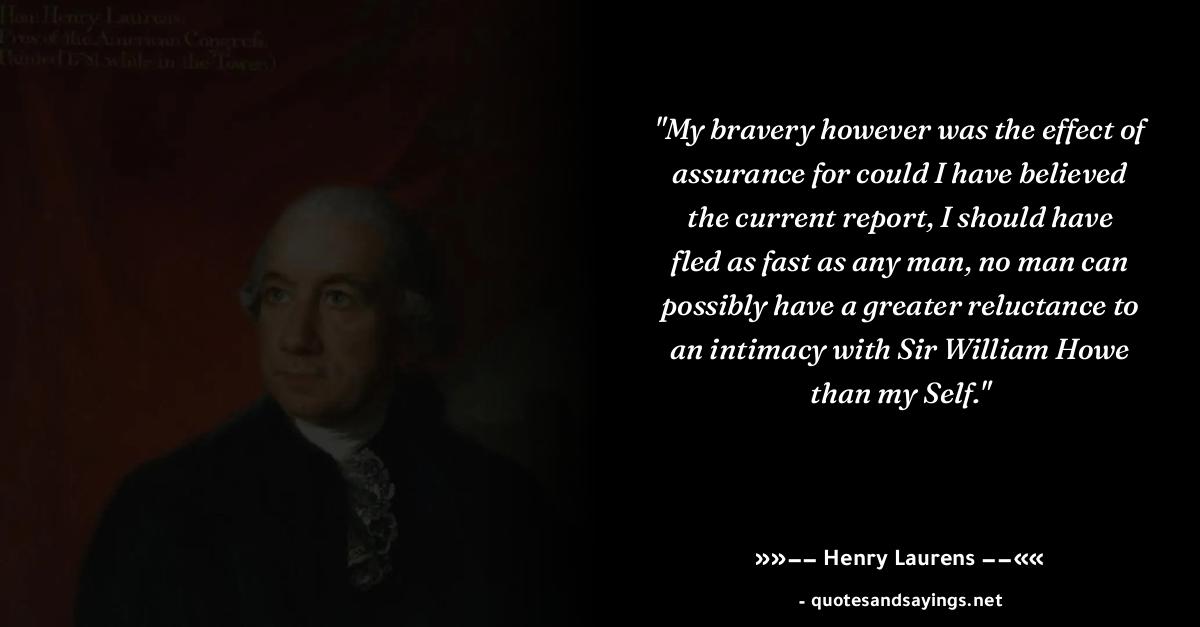 Hon: Henry Laurens.
Pres of the American Congress.
(Painted 1781, while in the Tower.)
"My bravery however was the effect of
assurance for could I have believed
the current report, I should have
fled as fast as any man, no man can
possibly have a greater reluctance to
an intimacy with Sir William Howe
than my Self."
»»–– Henry Laurens ––««
- quotesandsayings.net